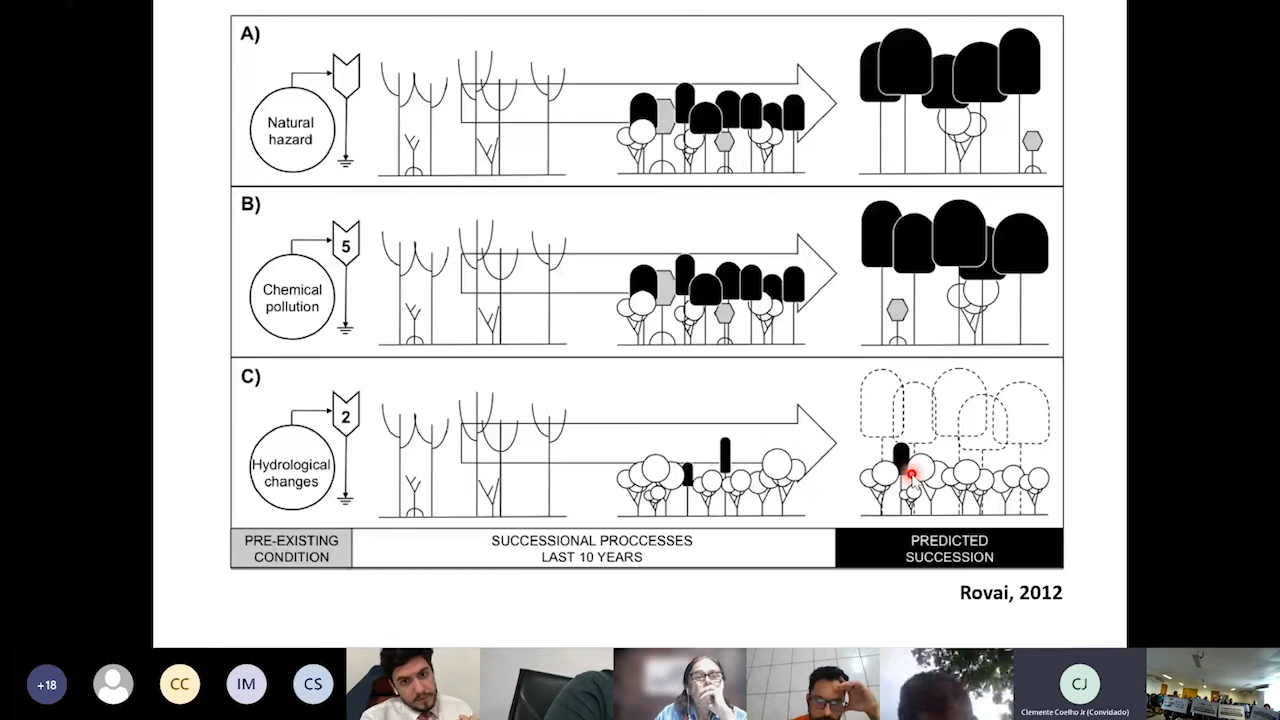 A)
Natural
hazard
B)
5
Chemical
pollution
C)
2
Hydrological
changes
PRE-EXISTING
CONDITION
SUCCESSIONAL PROCCESSES
LAST 10 YEARS
PREDICTED
SUCCESSION
Rovai, 2012
+18
CC
IM
CS
CJ
Clemente Coelho Jr (Convidado)